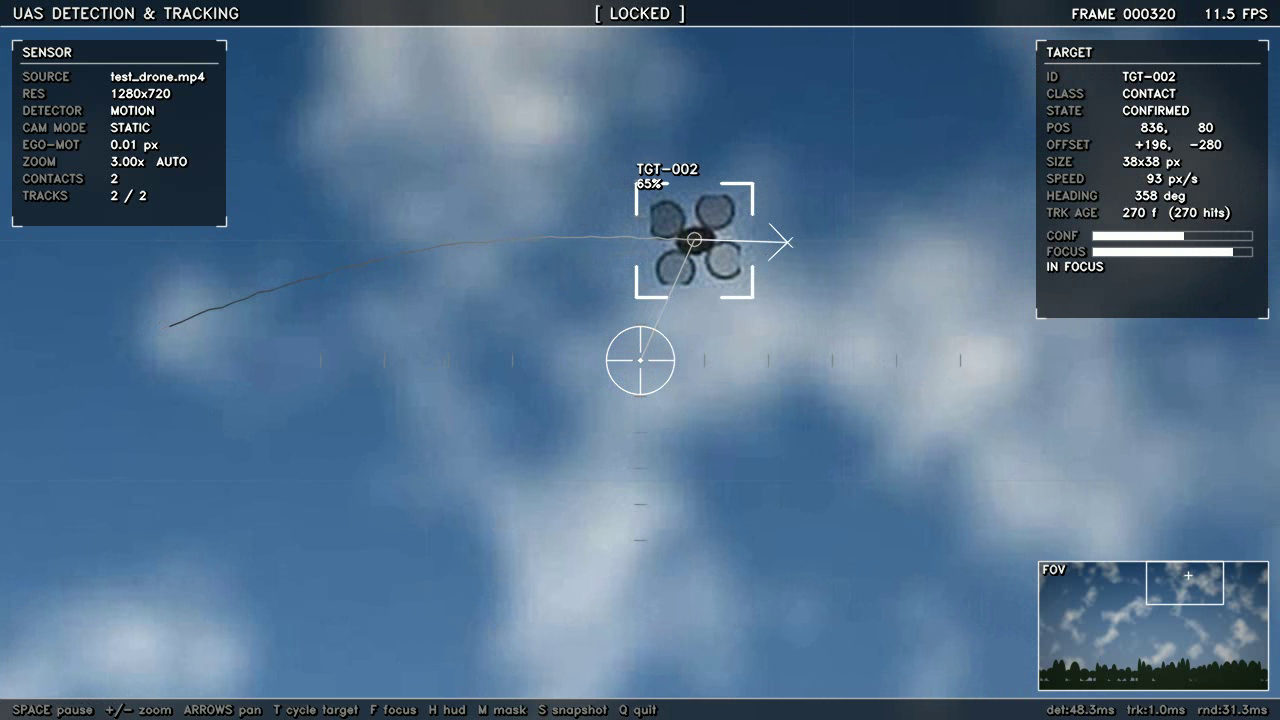 UAS DETECTION & TRACKING
[ LOCKED ]
FRAME 000320 11.5 FPS
SENSOR
SOURCE test_drone.mp4
RES 1280x720
DETECTOR MOTION
CAM MODE STATIC
EGO-MOT 0.01 px
ZOOM 3.00x AUTO
CONTACTS 2
TRACKS 2 / 2
TARGET
ID TGT-002
CLASS CONTACT
STATE CONFIRMED
POS 836, 80
OFFSET +196, -280
SIZE 38x38 px
SPEED 93 px/s
HEADING 358 deg
TRK AGE 270 f (270 hits)
CONF
FOCUS
IN FOCUS
TGT-002
65%
FOV
SPACE pause +/- zoom ARROWS pan T cycle target F focus H hud M mask S snapshot Q quit
det:48.3ms trk:1.0ms rnd:31.3ms